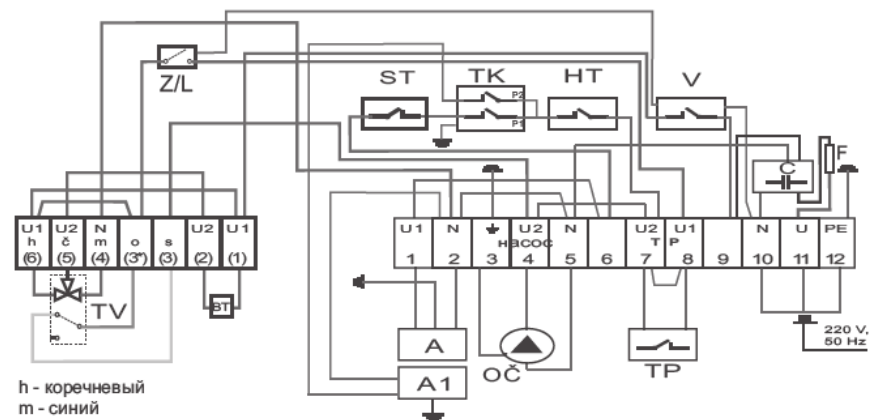 Z/L
ST
TK
P2
P1
HT
V
C
F
U1 U2 N o s U2 U1
h č m
(6) (5) (4) (3*) (3) (2) (1)
BT
TV
U1 N U2 N U2 U1 N U PE
насос Т Р
1 2 3 4 5 6 7 8 9 10 11 12
A
A1
OČ
TP
220 V,
50 Hz
h - коречневый
m - синий